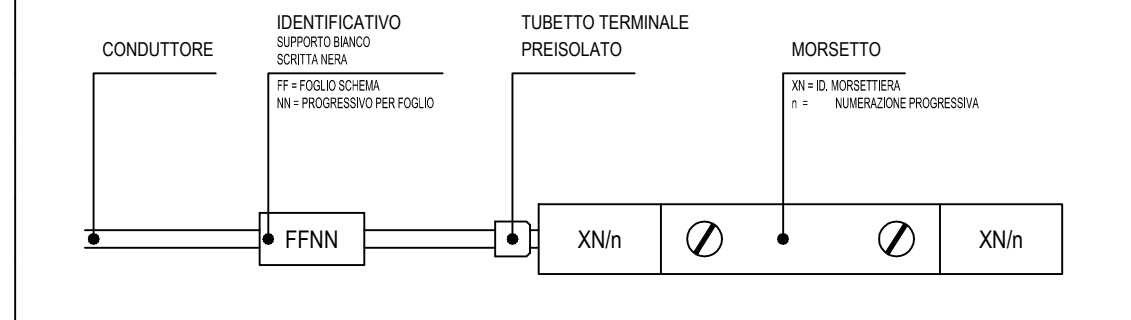 CONDUTTORE
IDENTIFICATIVO
SUPPORTO BIANCO
SCRITTA NERA
FF = FOGLIO SCHEMA
NN = PROGRESSIVO PER FOGLIO
TUBETTO TERMINALE
PREISOLATO
MORSETTO
XN = ID. MORSETTIERA
n = NUMERAZIONE PROGRESSIVA
FFNN
XN/n
XN/n